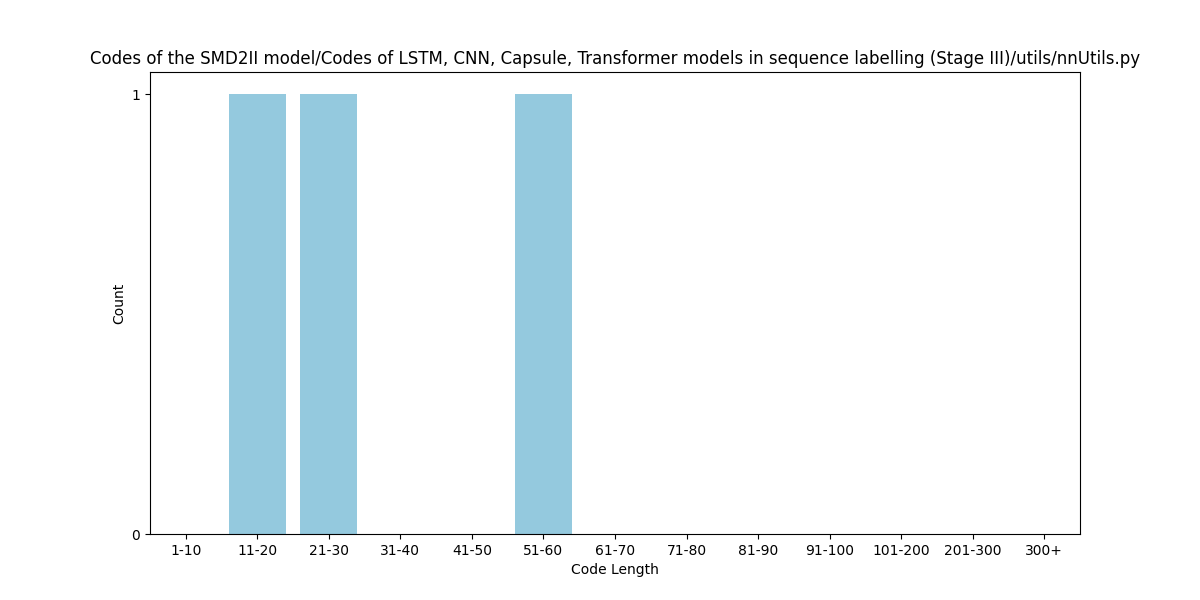 Codes of the SMD2II model/Codes of LSTM, CNN, Capsule, Transformer models in sequence labelling (Stage III)/utils/nnUtils.py
1
Count
0
1-10 11-20 21-30 31-40 41-50 51-60 61-70 71-80 81-90 91-100 101-200 201-300 300+
Code Length